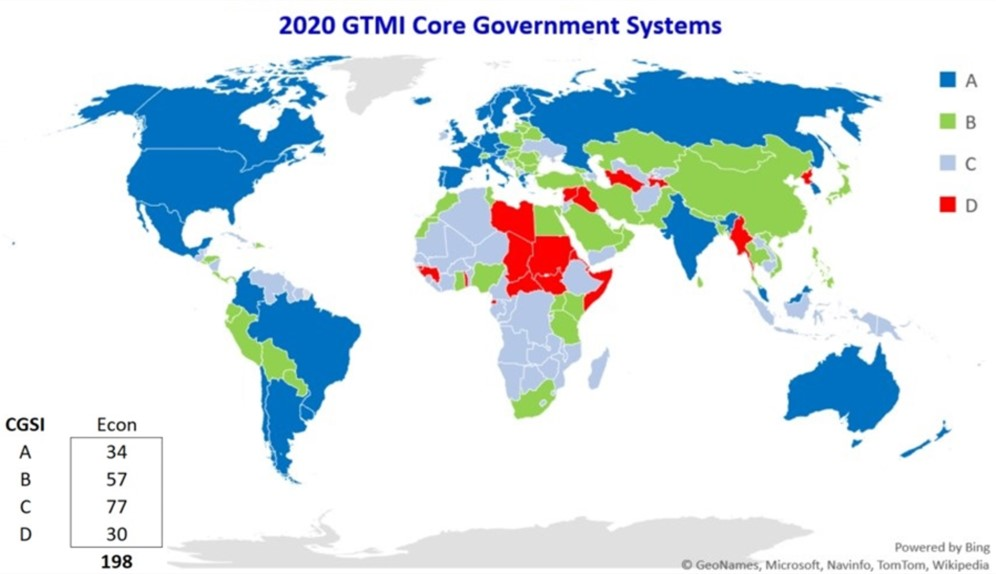 2020 GTMI Core Government Systems
A
B
C
D
CGSI Econ
A 34
B 57
C 77
D 30
198
Powered by Bing
© GeoNames, Microsoft, Navinfo, TomTom, Wikipedia